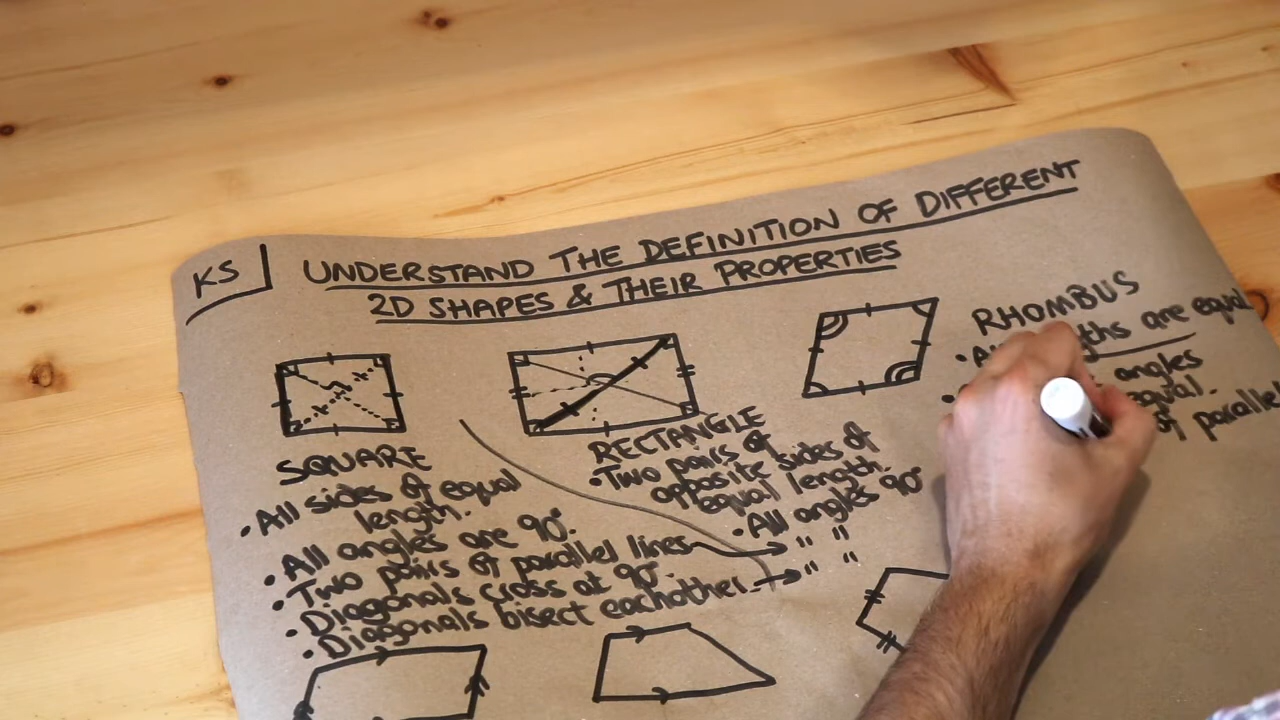 KS
UNDERSTAND THE DEFINITION OF DIFFERENT
2D SHAPES & THEIR PROPERTIES
SQUARE
• All sides of equal
length.
• All angles are 90°.
• Two pairs of parallel lines
• Diagonals cross at 90°
• Diagonals bisect eachother.
RECTANGLE
• Two pairs of
opposite sides of
equal length.
• All angles 90°
" "
" "
RHOMBUS
are equal
angles
equal.
of parallel